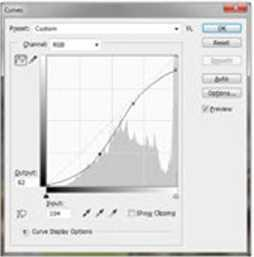 Curves
Preset: Custom
OK
Channel: RGB
Reset
Smooth
Auto
Options...
Preview
Output:
62
Input:
104
Show Clipping
Curve Display Options